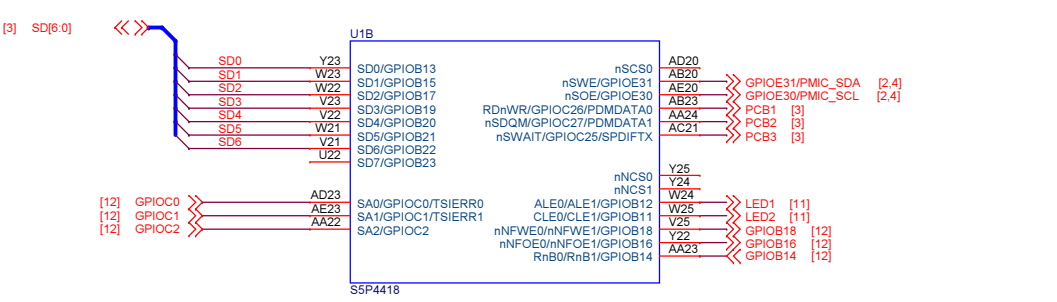 U1B
[3] SD[6:0]
SD0 Y23 SD0/GPIOB13 nSCS0 AD20
SD1 W23 SD1/GPIOB15 nSWE/GPIOE31 AB20 GPIOE31/PMIC_SDA [2,4]
SD2 W22 SD2/GPIOB17 nSOE/GPIOE30 AE20 GPIOE30/PMIC_SCL [2,4]
SD3 V23 SD3/GPIOB19 RDnWR/GPIOC26/PDMDATA0 AB23 PCB1 [3]
SD4 V22 SD4/GPIOB20 nSDQM/GPIOC27/PDMDATA1 AA24 PCB2 [3]
SD5 W21 SD5/GPIOB21 nSWAIT/GPIOC25/SPDIFTX AC21 PCB3 [3]
SD6 V21 SD6/GPIOB22
U22 SD7/GPIOB23
nNCS0 Y25
nNCS1 Y24
[12] GPIOC0 AD23 SA0/GPIOC0/TSIERR0 ALE0/ALE1/GPIOB12 W24 LED1 [11]
[12] GPIOC1 AE23 SA1/GPIOC1/TSIERR1 CLE0/CLE1/GPIOB11 W25 LED2 [11]
[12] GPIOC2 AA22 SA2/GPIOC2 nNFWE0/nNFWE1/GPIOB18 V25 GPIOB18 [12]
nNFOE0/nNFOE1/GPIOB16 Y22 GPIOB16 [12]
RnB0/RnB1/GPIOB14 AA23 GPIOB14 [12]
S5P4418